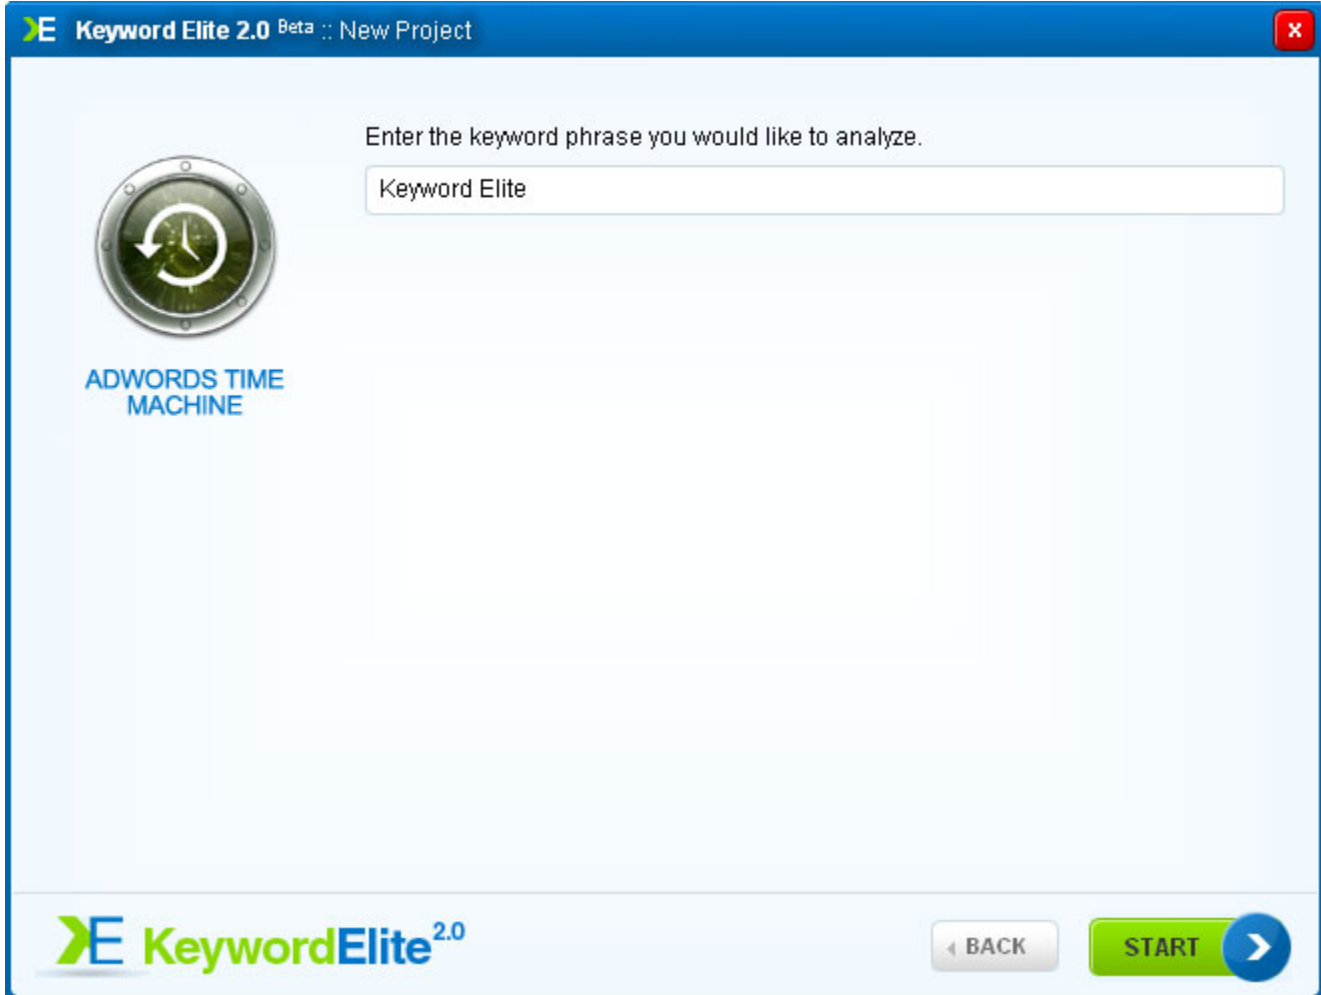 Keyword Elite 2.0 Beta :: New Project
x
Enter the keyword phrase you would like to analyze.
Keyword Elite
ADWORDS TIME
MACHINE
KE KeywordElite2.0
BACK
START